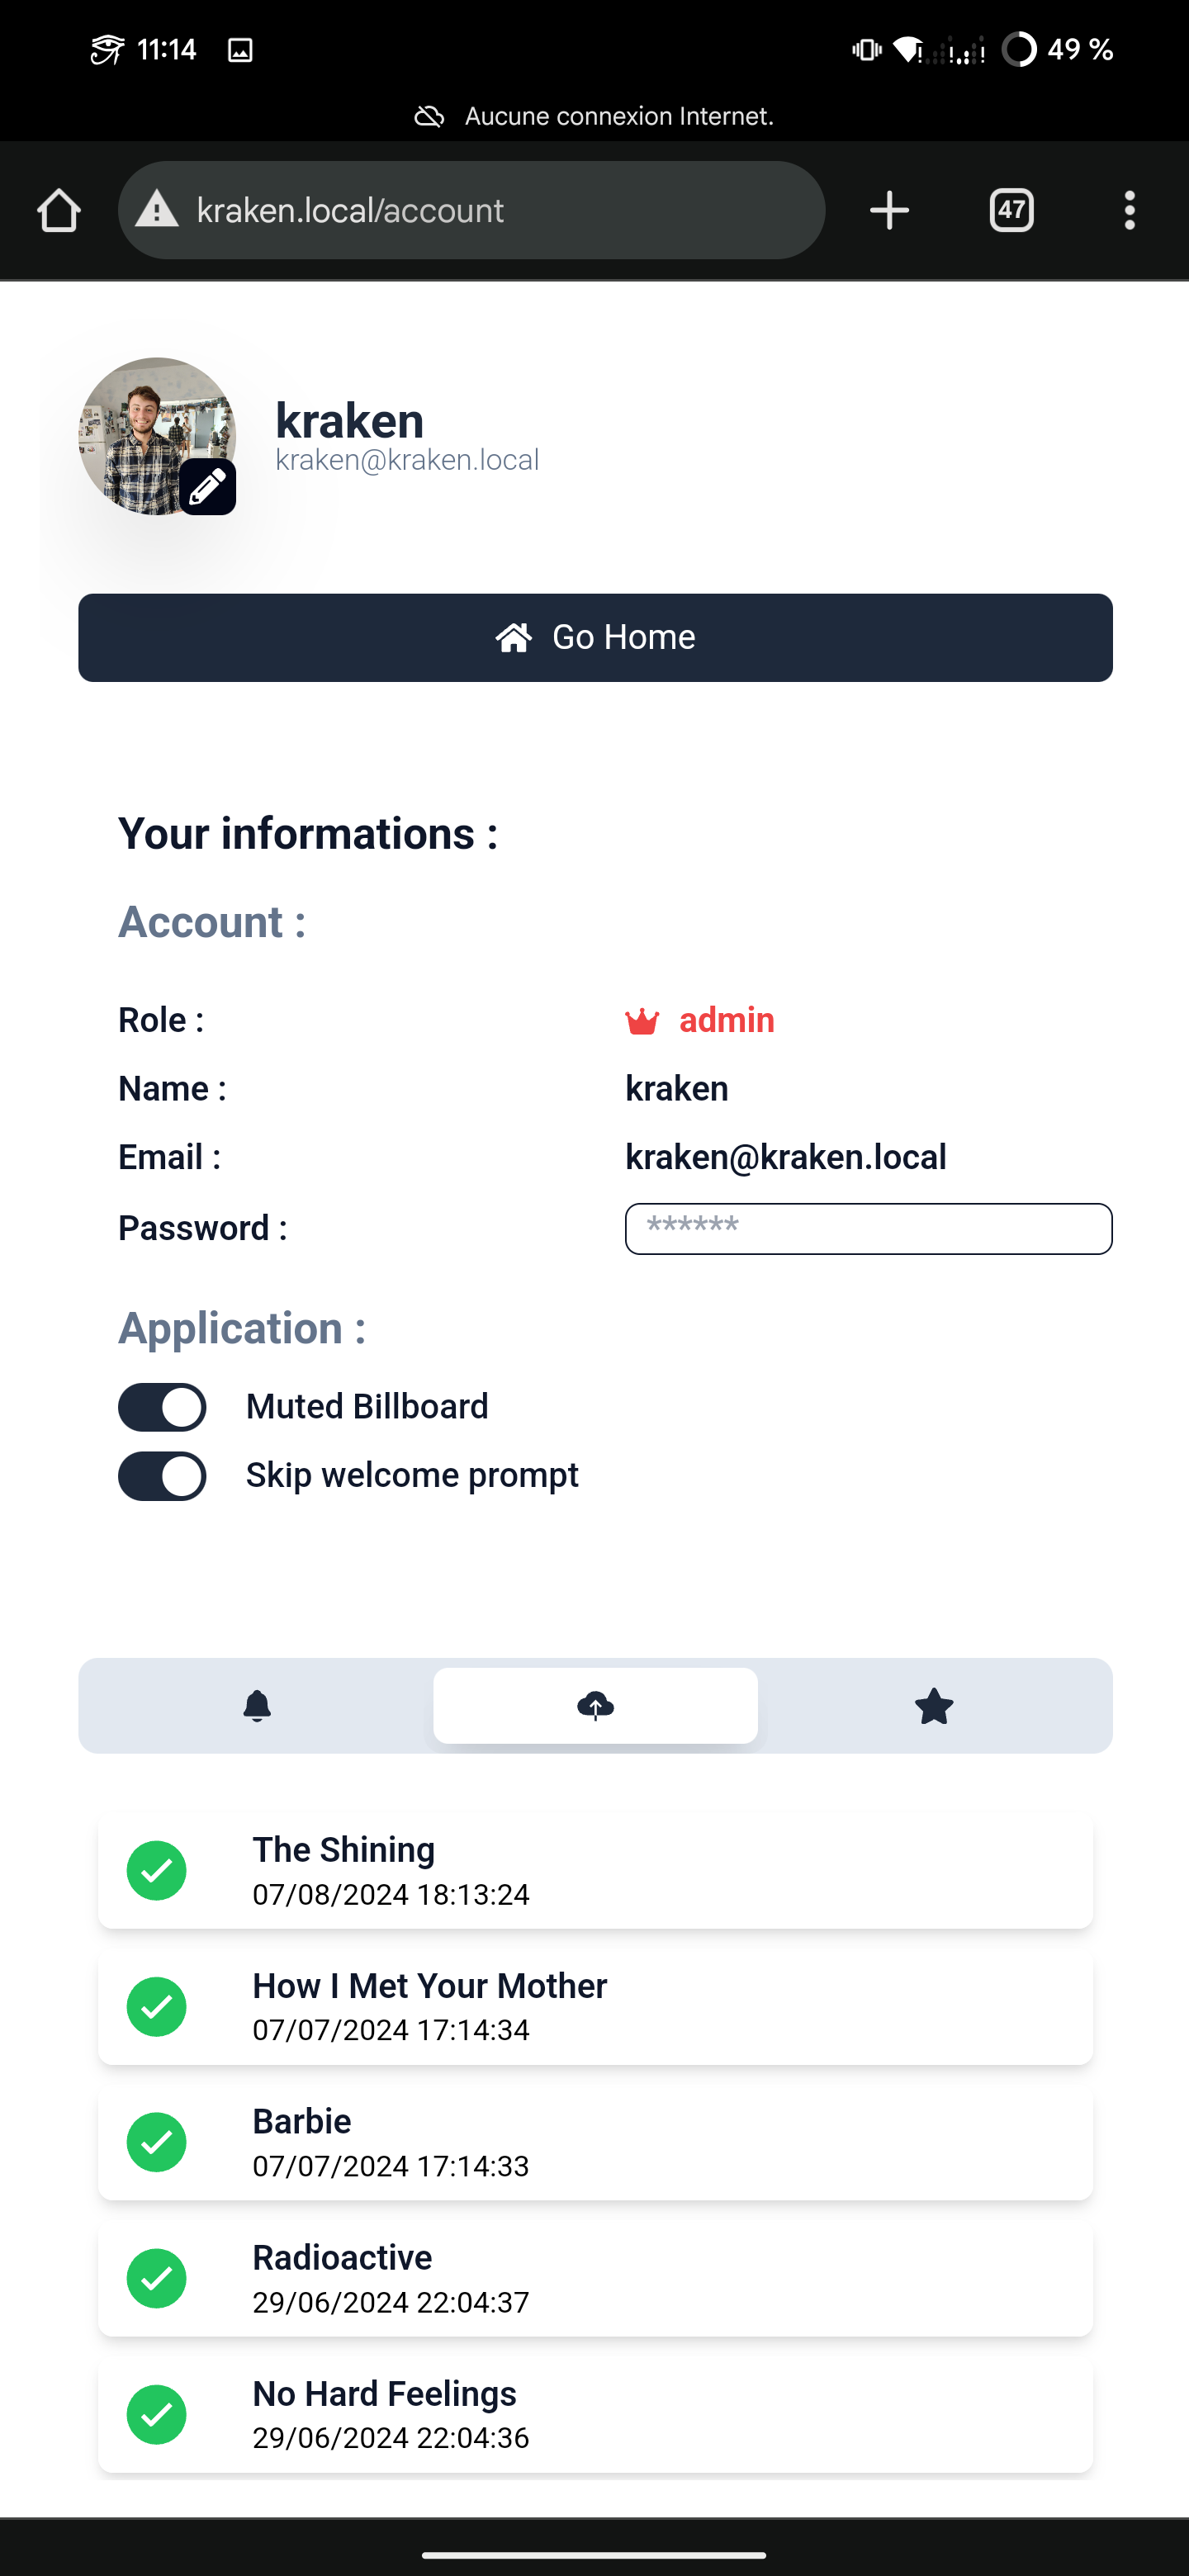 11:14
49 %
Aucune connexion Internet.
kraken.local/account
47
kraken
kraken@kraken.local
Go Home
Your informations :
Account :
Role : admin
Name : kraken
Email : kraken@kraken.local
Password : ******
Application :
Muted Billboard
Skip welcome prompt
The Shining
07/08/2024 18:13:24
How I Met Your Mother
07/07/2024 17:14:34
Barbie
07/07/2024 17:14:33
Radioactive
29/06/2024 22:04:37
No Hard Feelings
29/06/2024 22:04:36